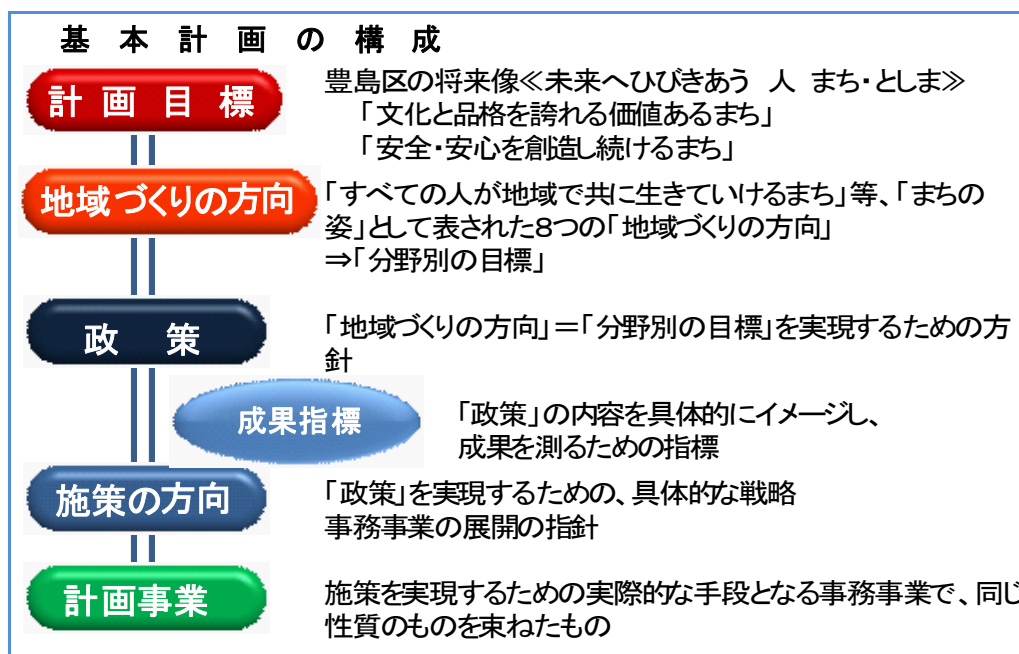 基本計画の構成
計画目標
豊島区の将来像≪未来へひびきあう 人 まち・としま≫
「文化と品格を誇れる価値あるまち」
「安全・安心を創造し続けるまち」
地域づくりの方向
「すべての人が地域で共に生きていけるまち」等、「まちの
姿」として表された8つの「地域づくりの方向」
⇒「分野別の目標」
政策
「地域づくりの方向」＝「分野別の目標」を実現するための方
針
成果指標
「政策」の内容を具体的にイメージし、
成果を測るための指標
施策の方向
「政策」を実現するための、具体的な戦略
事務事業の展開の指針
計画事業
施策を実現するための実際的な手段となる事務事業で、同じ
性質のものを束ねたもの